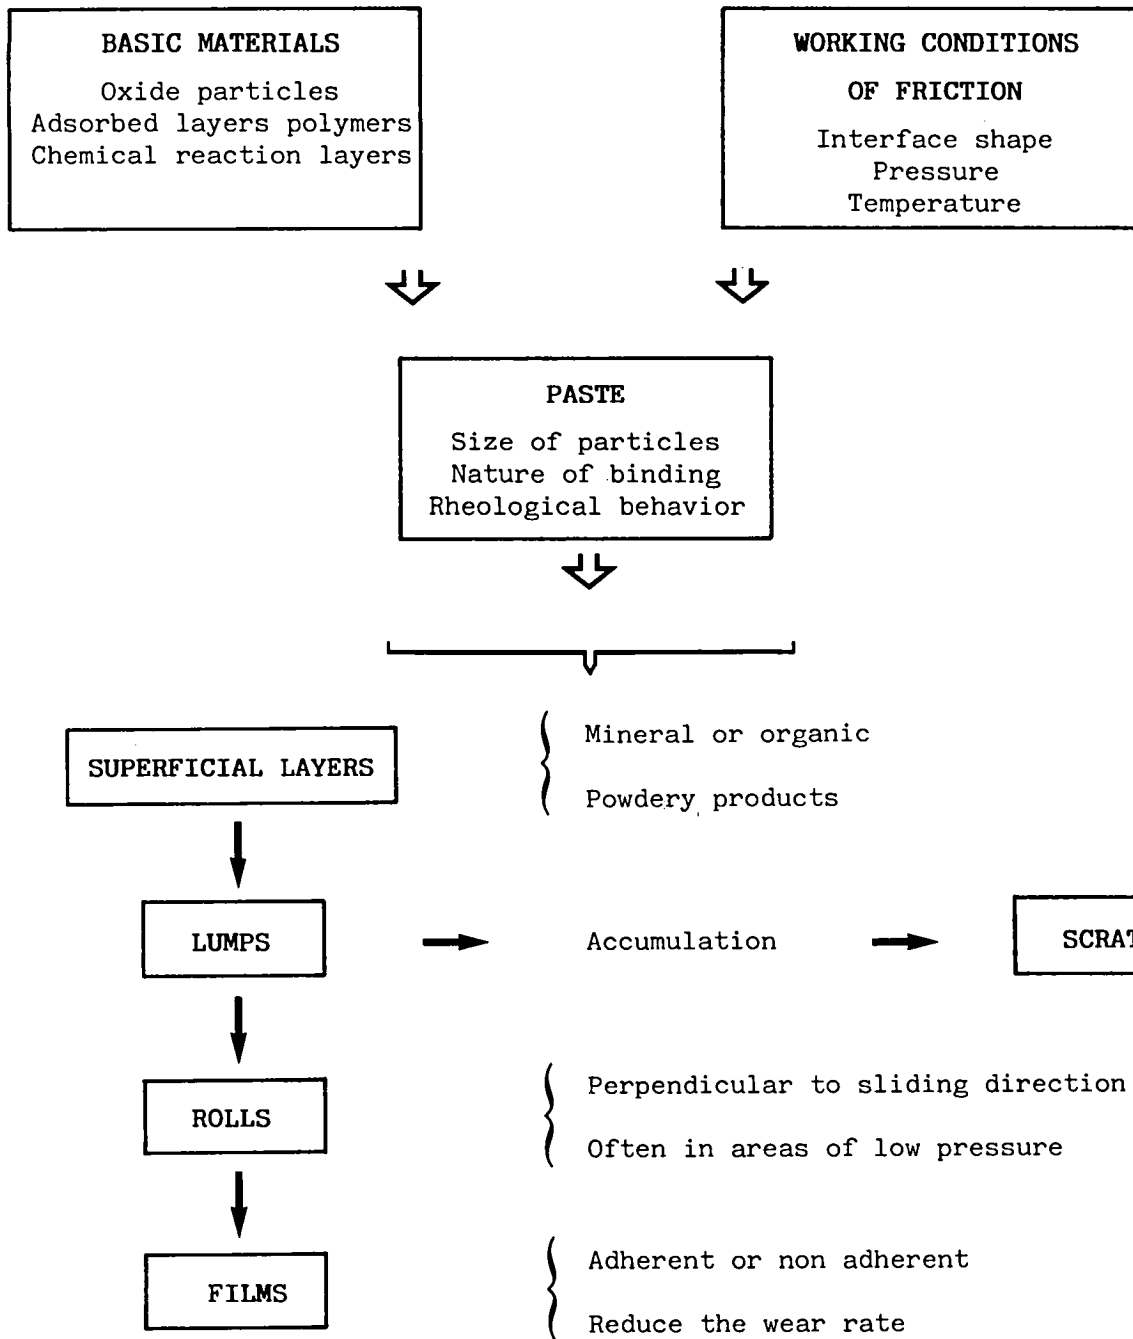 BASIC MATERIALS
Oxide particles
Adsorbed layers polymers
Chemical reaction layers
WORKING CONDITIONS
OF FRICTION
Interface shape
Pressure
Temperature
PASTE
Size of particles
Nature of binding
Rheological behavior
SUPERFICIAL LAYERS
Mineral or organic
Powdery products
LUMPS
Accumulation
ROLLS
Perpendicular to sliding direction
Often in areas of low pressure
FILMS
Adherent or non adherent
Reduce the wear rate